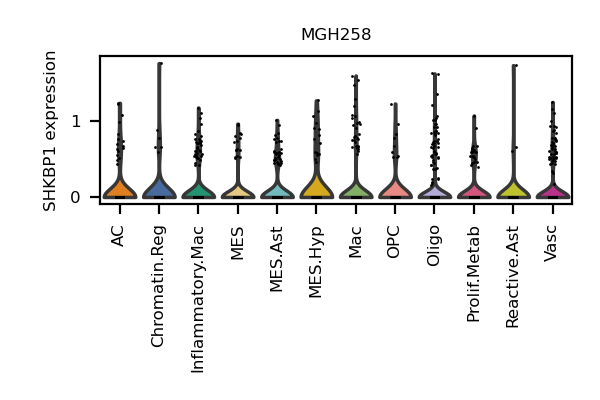 MGH258
SHKBP1 expression
1
0
AC
Chromatin.Reg
Inflammatory.Mac
MES
MES.Ast
MES.Hyp
Mac
OPC
Oligo
Prolif.Metab
Reactive.Ast
Vasc